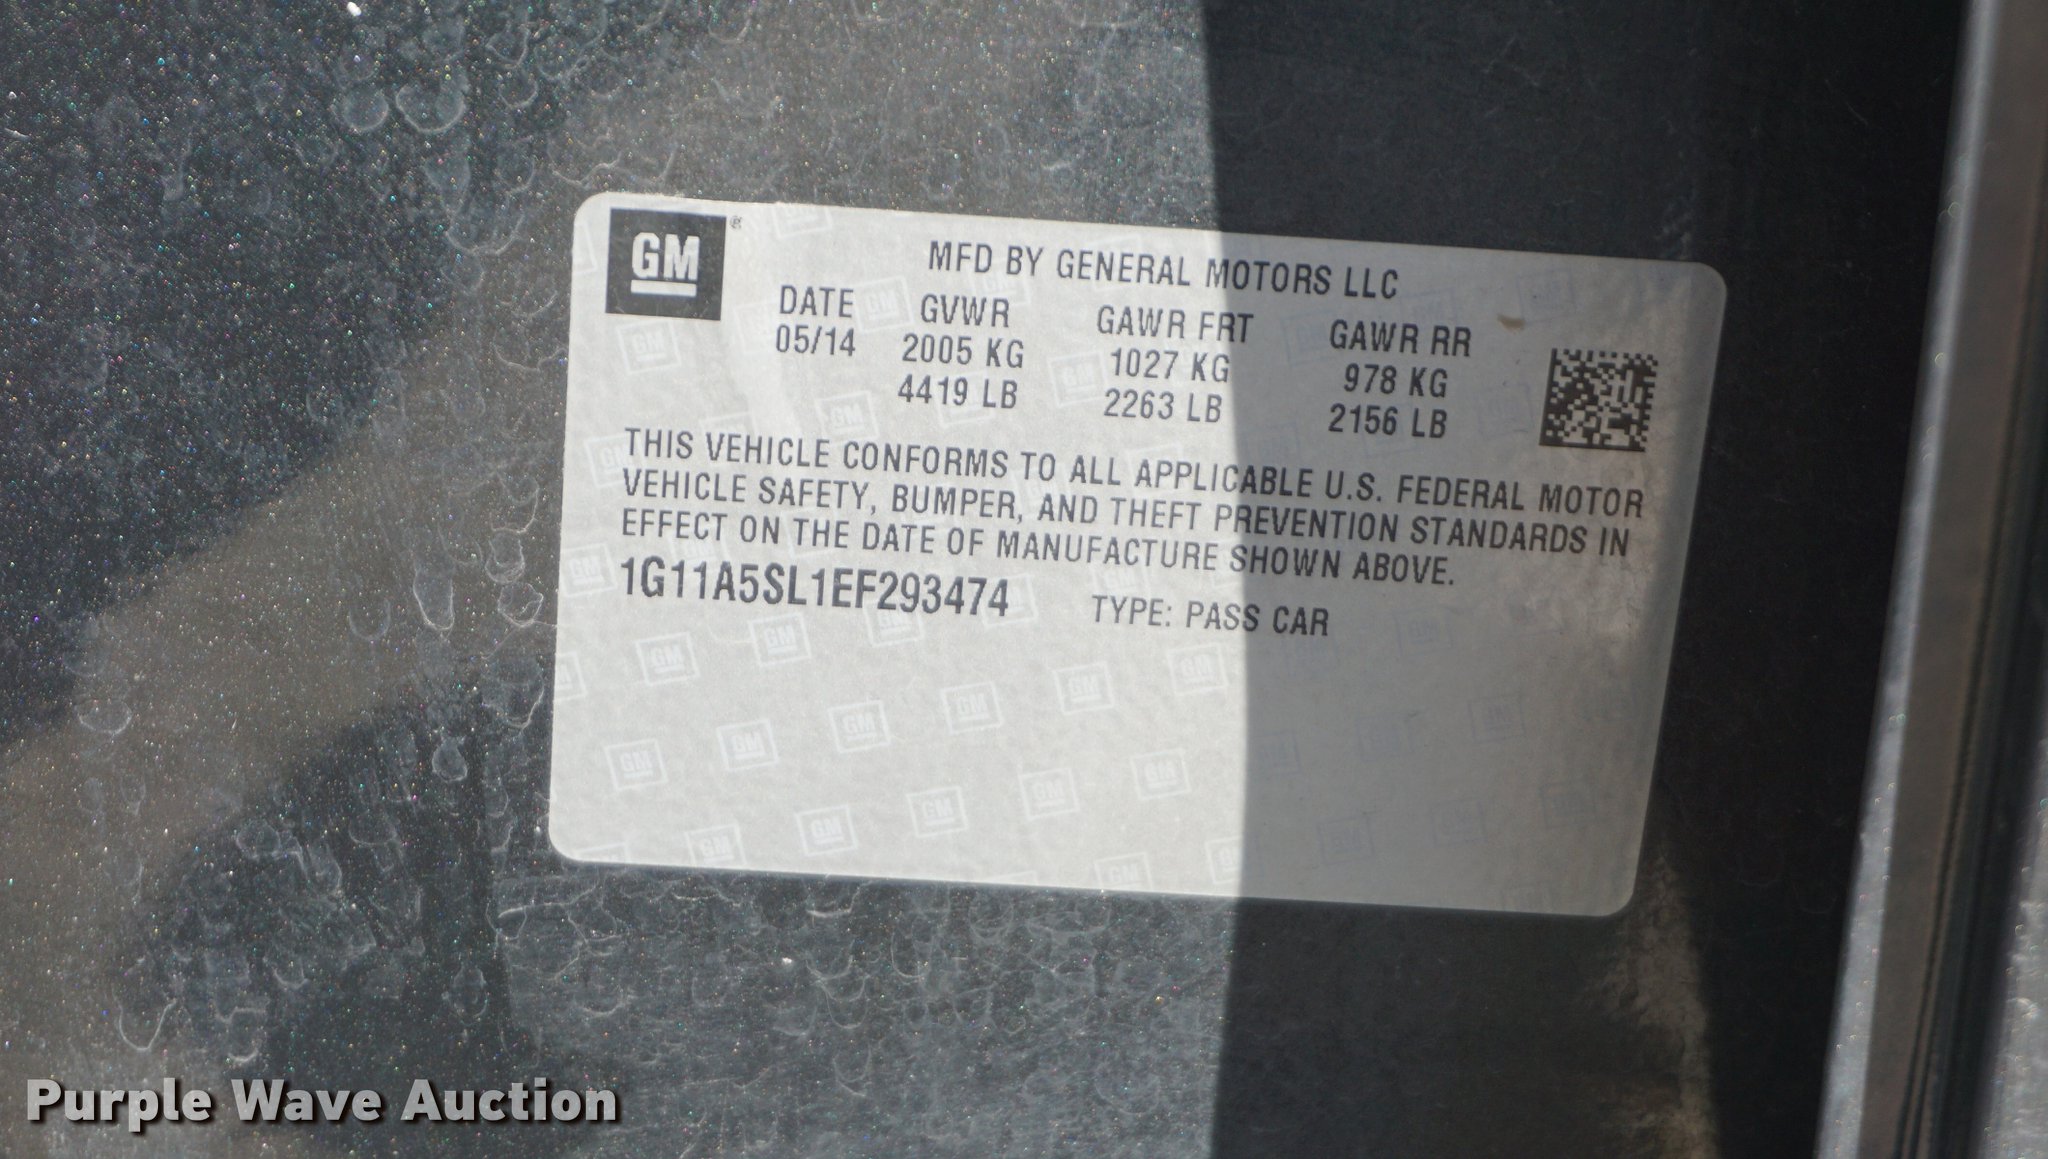 GM ®
MFD BY GENERAL MOTORS LLC
DATE GVWR GAWR FRT GAWR RR
05/14 2005 KG 1027 KG 978 KG
4419 LB 2263 LB 2156 LB
THIS VEHICLE CONFORMS TO ALL APPLICABLE U.S. FEDERAL MOTOR
VEHICLE SAFETY, BUMPER, AND THEFT PREVENTION STANDARDS IN
EFFECT ON THE DATE OF MANUFACTURE SHOWN ABOVE.
1G11A5SL1EF293474 TYPE: PASS CAR
Purple Wave Auction